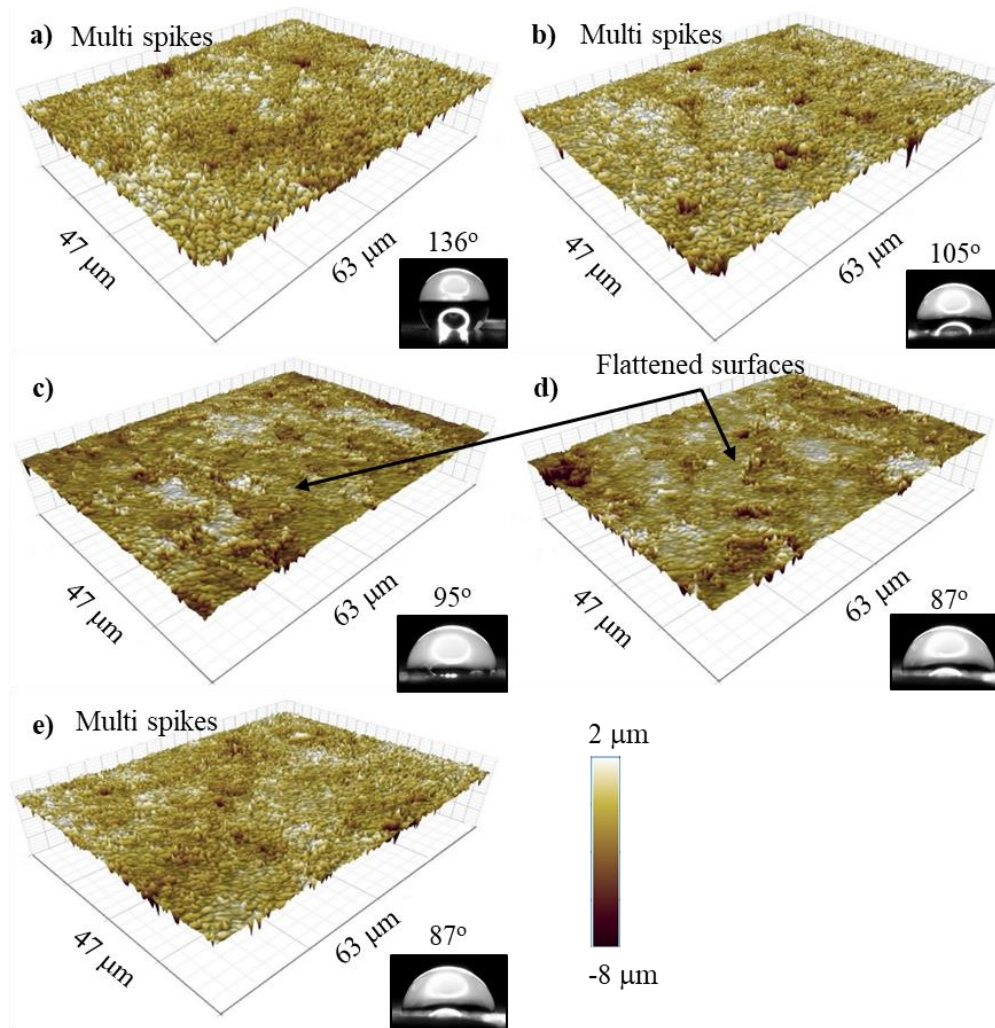 a) Multi spikes
47 μm
63 μm
136°
b) Multi spikes
47 μm
63 μm
105°
Flattened surfaces
c)
47 μm
63 μm
95°
d)
47 μm
63 μm
87°
e) Multi spikes
47 μm
63 μm
87°
2 μm
-8 μm